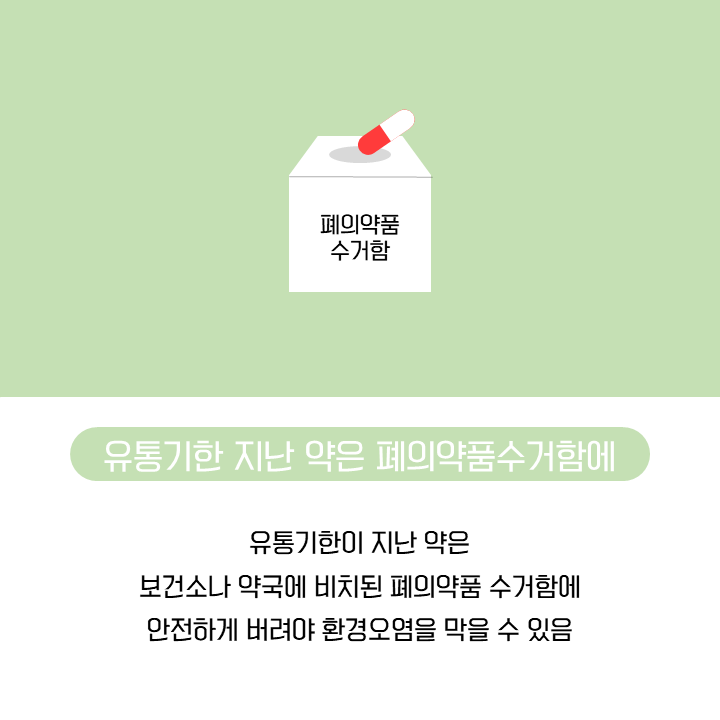 폐의약품
수거함
유통기한 지난 약은 폐의약품수거함에
유통기한이 지난 약은
보건소나 약국에 비치된 폐의약품 수거함에
안전하게 버려야 환경오염을 막을 수 있음